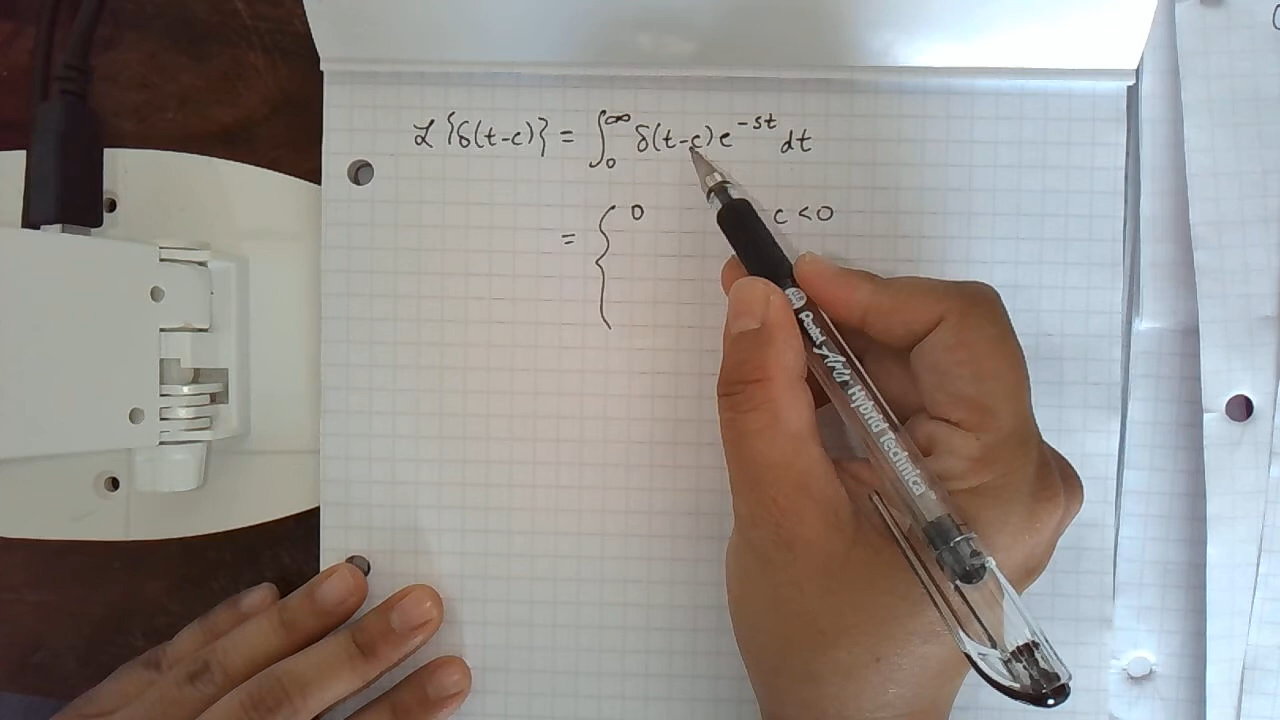 ℒ{δ(t-c)} = ∫₀^∞ δ(t-c)e^{-st} dt
= { 0 c < 0
Pentel Arts Hybrid Technica